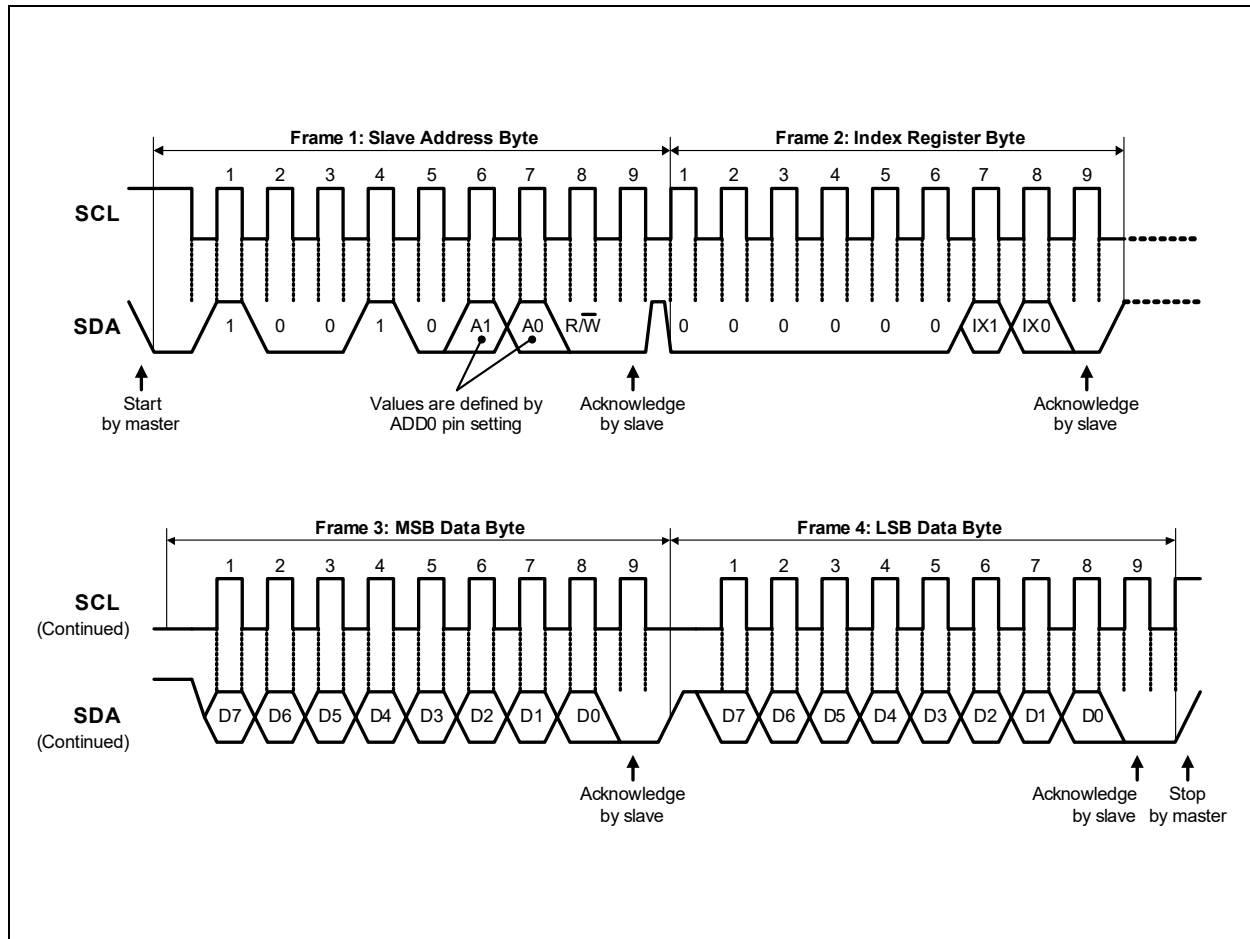 Frame 1: Slave Address Byte Frame 2: Index Register Byte
1 2 3 4 5 6 7 8 9 1 2 3 4 5 6 7 8 9
SCL
SDA 1 0 0 1 0 A1 A0 R/W̅ 0 0 0 0 0 0 IX1 IX0
Start Values are defined by Acknowledge Acknowledge
by master ADD0 pin setting by slave by slave
Frame 3: MSB Data Byte Frame 4: LSB Data Byte
1 2 3 4 5 6 7 8 9 1 2 3 4 5 6 7 8 9
SCL
(Continued)
SDA D7 D6 D5 D4 D3 D2 D1 D0 D7 D6 D5 D4 D3 D2 D1 D0
(Continued)
Acknowledge Acknowledge Stop
by slave by slave by master